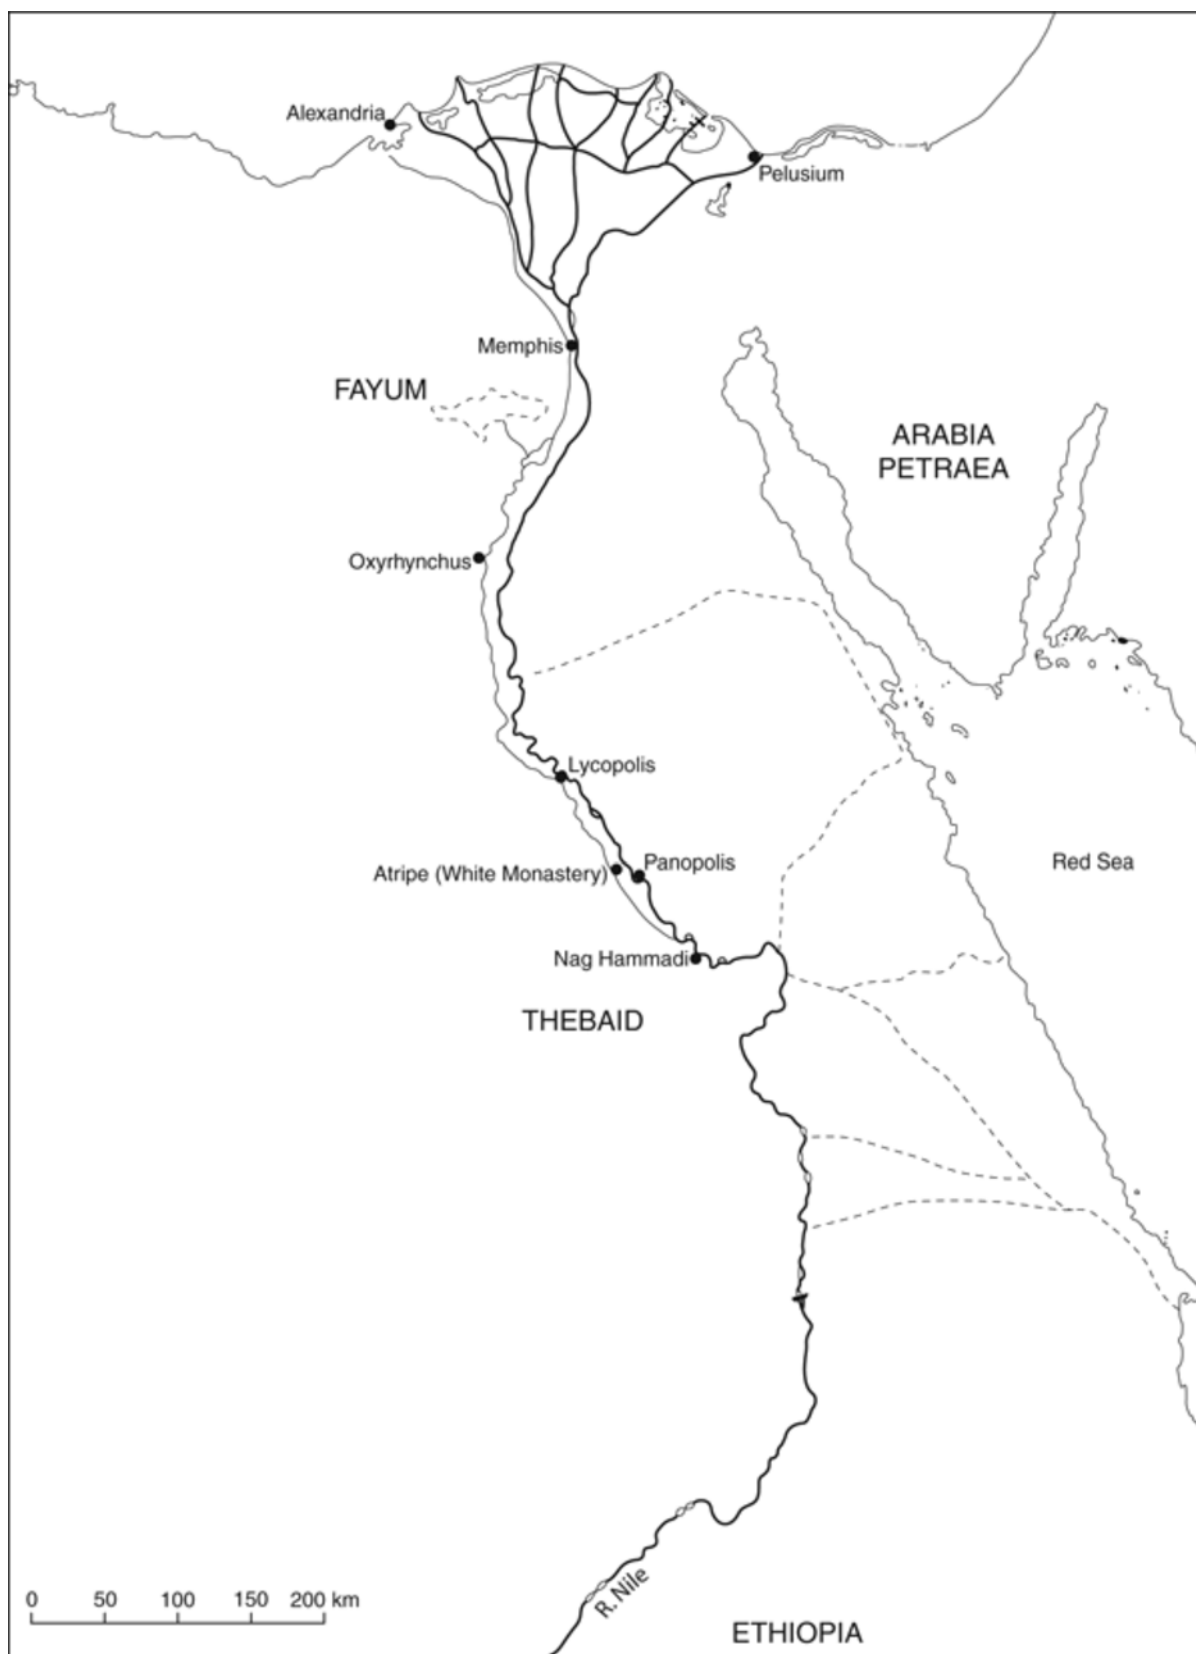 Alexandria
Pelusium
Memphis
FAYUM
ARABIA
PETRAEA
Oxyrhynchus
Lycopolis
Panopolis
Atripe (White Monastery)
Red Sea
Nag Hammadi
THEBAID
R. Nile
0 50 100 150 200 km
ETHIOPIA